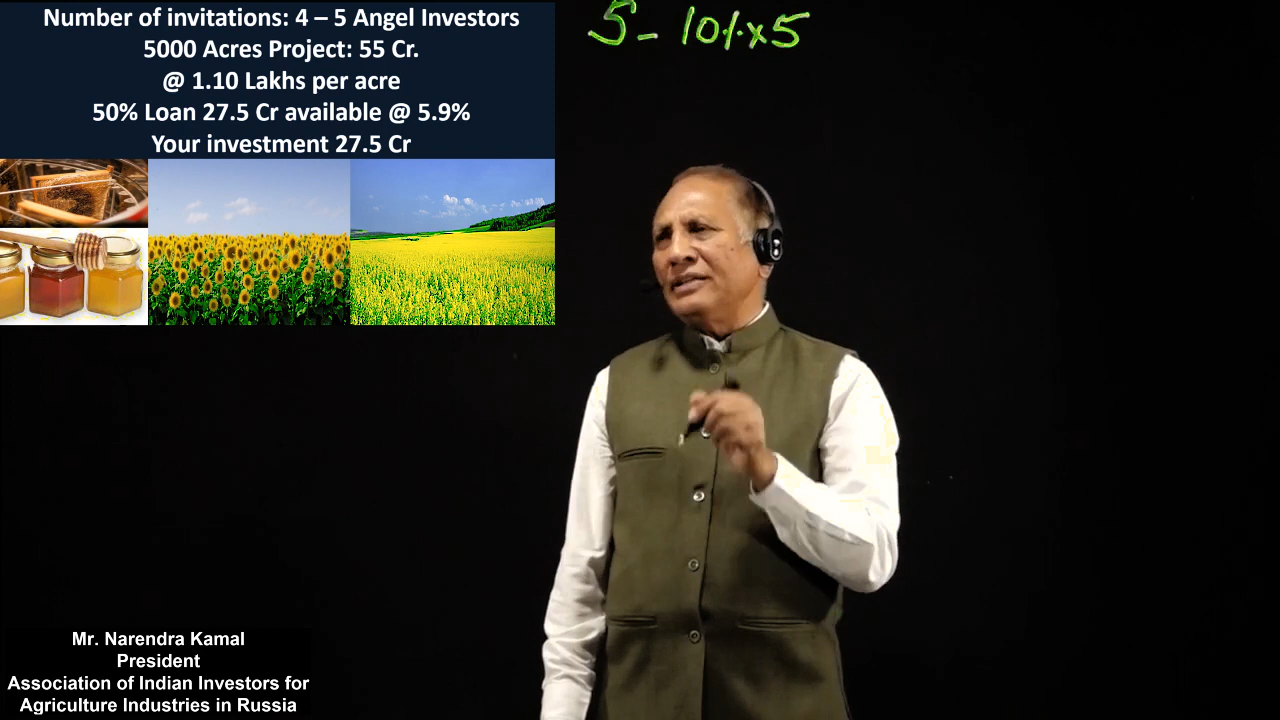 Number of invitations: 4 – 5 Angel Investors
5000 Acres Project: 55 Cr.
@ 1.10 Lakhs per acre
50% Loan 27.5 Cr available @ 5.9%
Your investment 27.5 Cr
5 - 10% x 5
Mr. Narendra Kamal
President
Association of Indian Investors for
Agriculture Industries in Russia